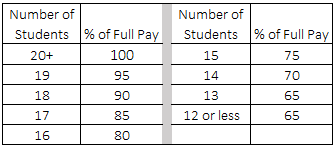 Number of Students % of Full Pay Number of Students % of Full Pay
20+ 100 15 75
19 95 14 70
18 90 13 65
17 85 12 or less 65
16 80